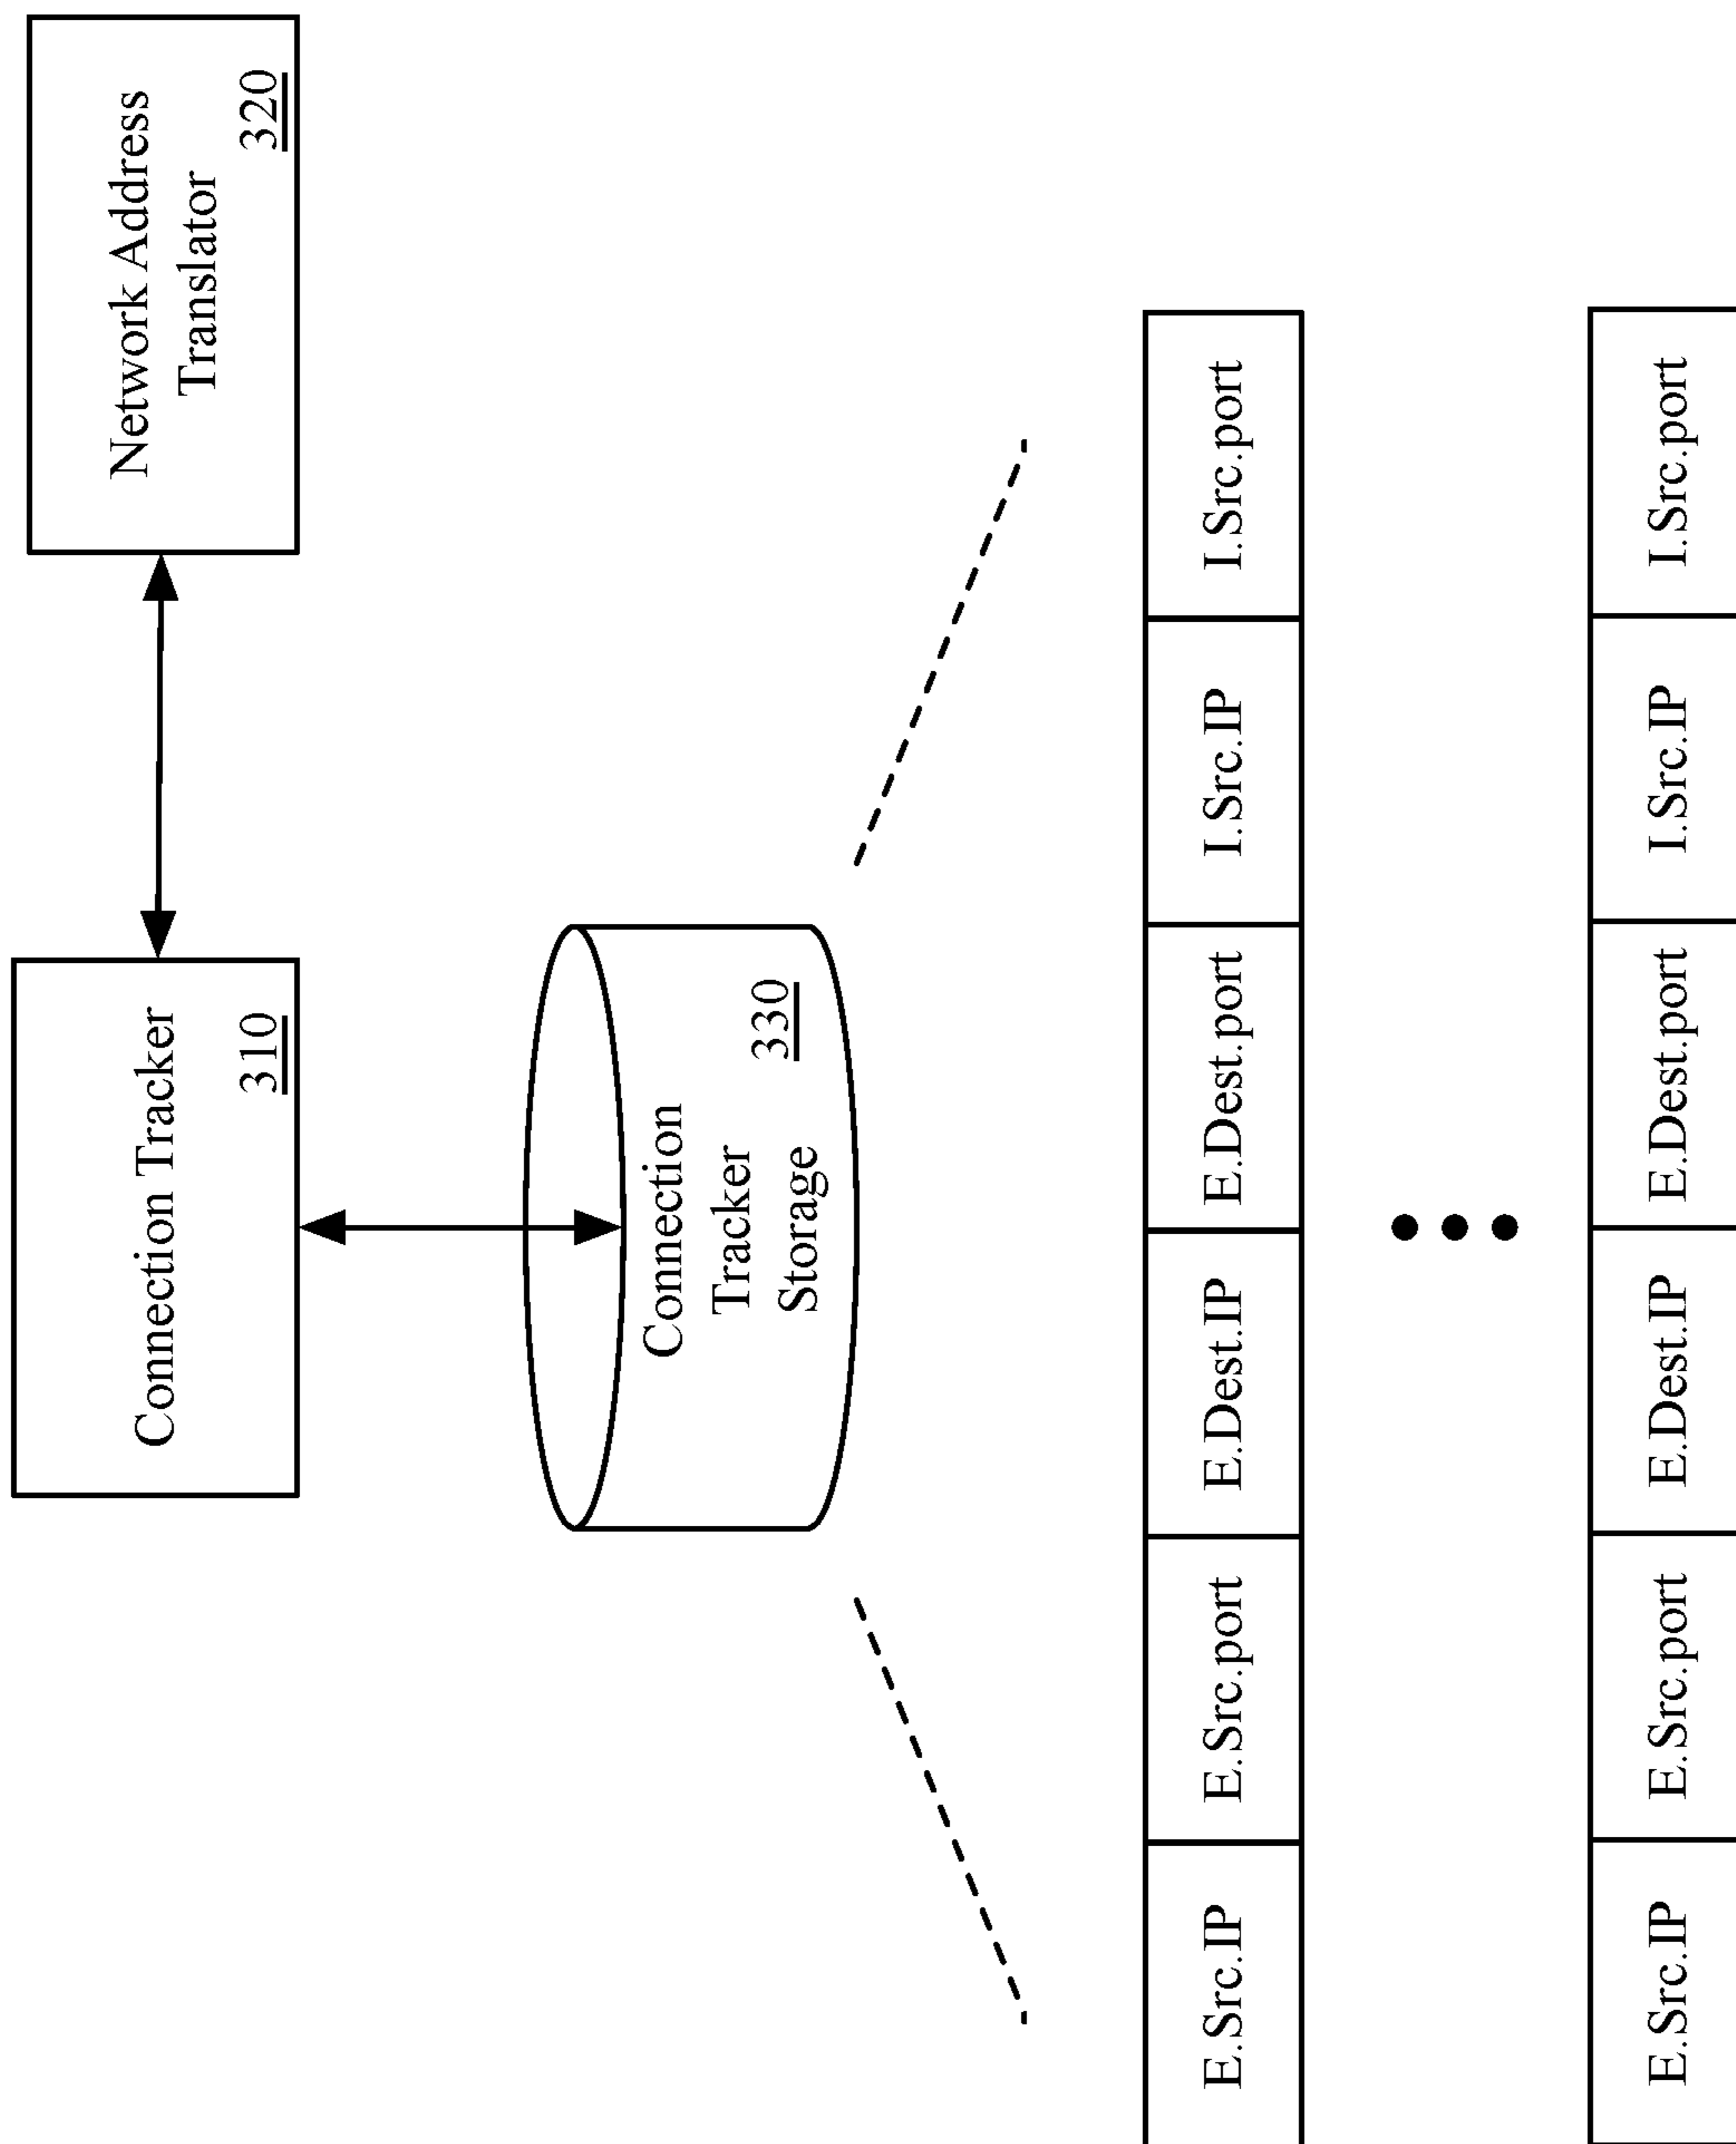 Connection Tracker
310
Network Address
Translator
320
Connection
Tracker
Storage
330
E.Src.IP E.Src.port E.Dest.IP E.Dest.port I.Src.IP I.Src.port
E.Src.IP E.Src.port E.Dest.IP E.Dest.port I.Src.IP I.Src.port